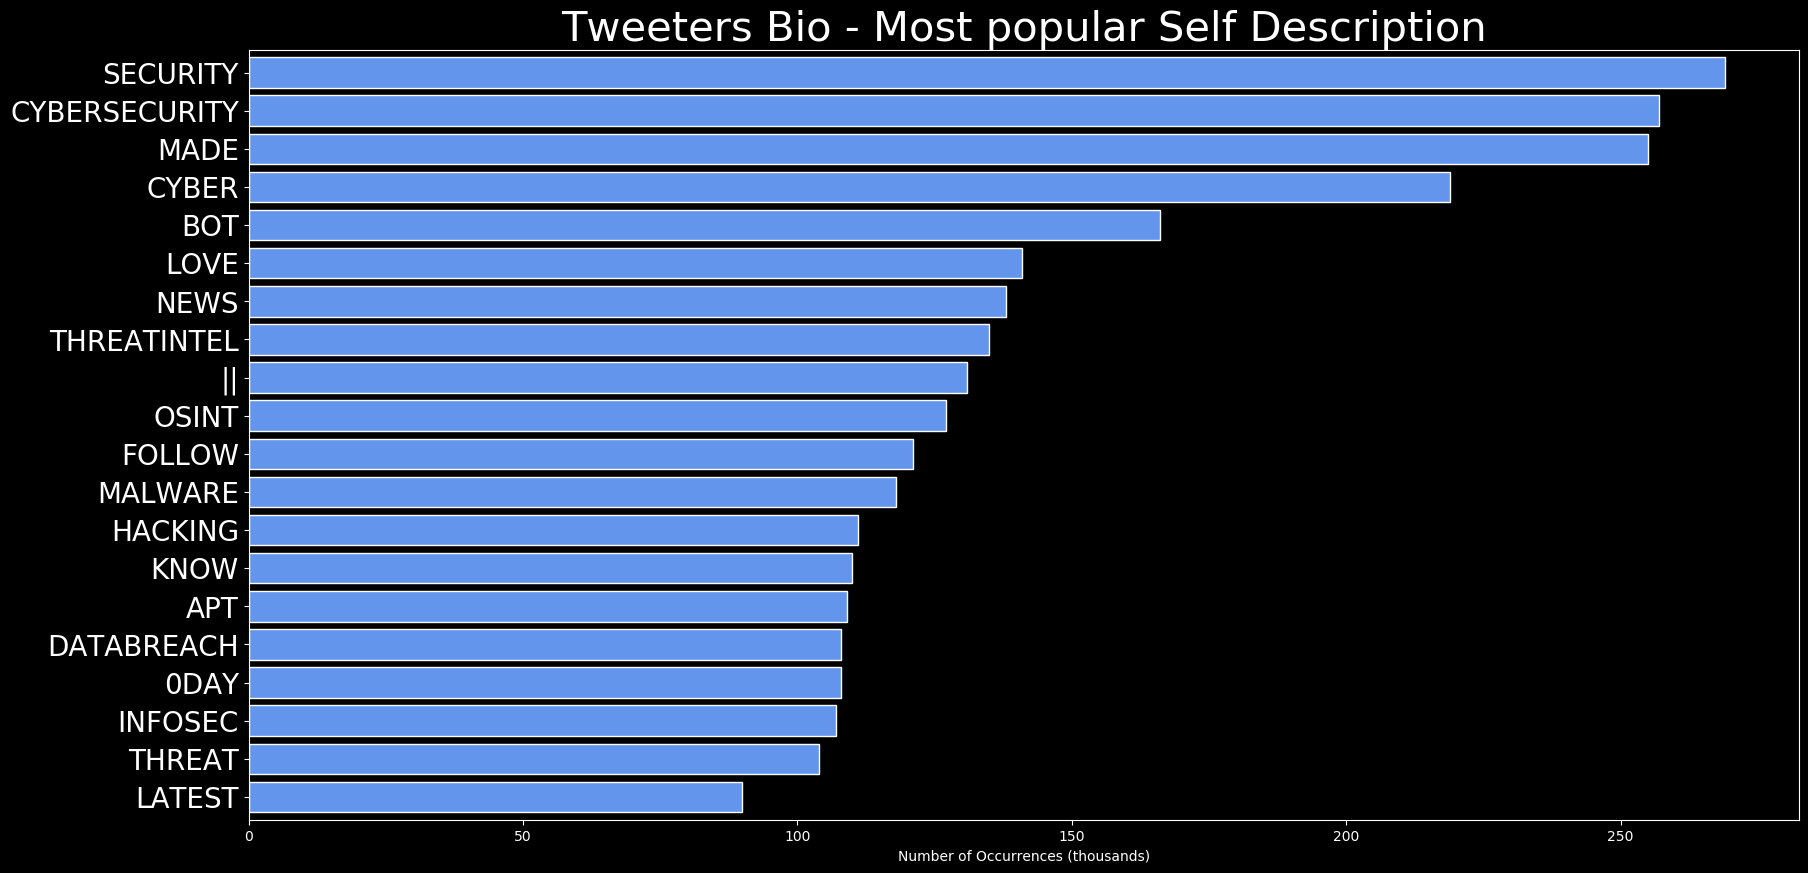 Tweeters Bio - Most popular Self Description
SECURITY
CYBERSECURITY
MADE
CYBER
BOT
LOVE
NEWS
THREATINTEL
||
OSINT
FOLLOW
MALWARE
HACKING
KNOW
APT
DATABREACH
0DAY
INFOSEC
THREAT
LATEST
0 50 100 150 200 250
Number of Occurrences (thousands)